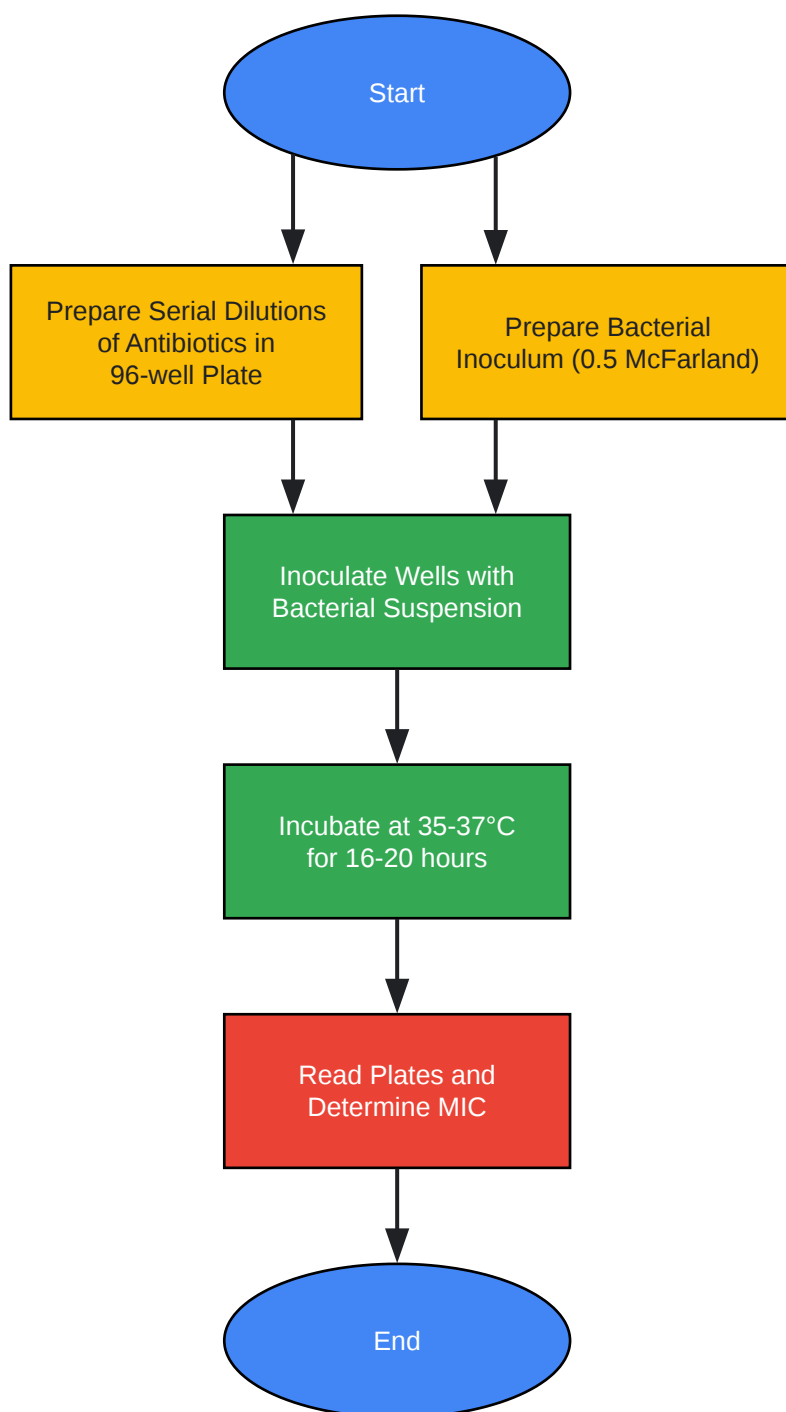 Start
Prepare Serial Dilutions
of Antibiotics in
96-well Plate
Prepare Bacterial
Inoculum (0.5 McFarland)
Inoculate Wells with
Bacterial Suspension
Incubate at 35-37°C
for 16-20 hours
Read Plates and
Determine MIC
End